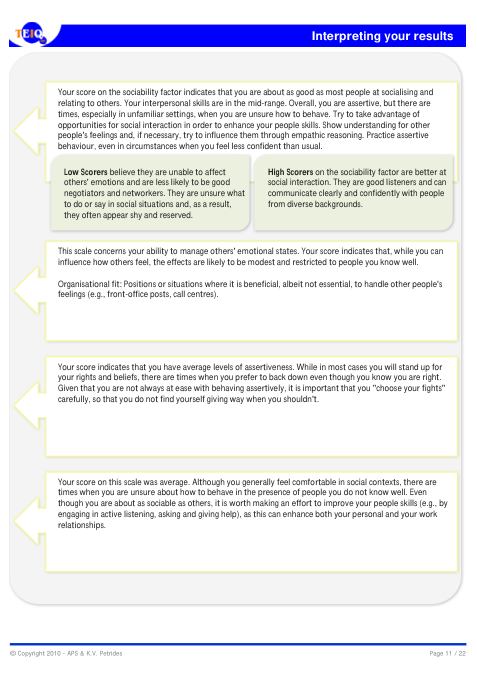 TEIQ
Interpreting your results
Your score on the sociability factor indicates that you are about as good as most people at socialising and
relating to others. Your interpersonal skills are in the mid-range. Overall, you are assertive, but there are
times, especially in unfamiliar settings, when you are unsure how to behave. Try to take advantage of
opportunities for social interaction in order to enhance your people skills. Show understanding for other
people's feelings and, if necessary, try to influence them through empathic reasoning. Practice assertive
behaviour, even in circumstances when you feel less confident than usual.
Low Scorers believe they are unable to affect
others' emotions and are less likely to be good
negotiators and networkers. They are unsure what
to do or say in social situations and, as a result,
they often appear shy and reserved.
High Scorers on the sociability factor are better at
social interaction. They are good listeners and can
communicate clearly and confidently with people
from diverse backgrounds.
This scale concerns your ability to manage others' emotional states. Your score indicates that, while you can
influence how others feel, the effects are likely to be modest and restricted to people you know well.
Organisational fit: Positions or situations where it is beneficial, albeit not essential, to handle other people's
feelings (e.g., front-office posts, call centres).
Your score indicates that you have average levels of assertiveness. While in most cases you will stand up for
your rights and beliefs, there are times when you prefer to back down even though you know you are right.
Given that you are not always at ease with behaving assertively, it is important that you "choose your fights"
carefully, so that you do not find yourself giving way when you shouldn't.
Your score on this scale was average. Although you generally feel comfortable in social contexts, there are
times when you are unsure about how to behave in the presence of people you do not know well. Even
though you are about as sociable as others, it is worth making an effort to improve your people skills (e.g., by
engaging in active listening, asking and giving help), as this can enhance both your personal and your work
relationships.
© Copyright 2010 - APS & K.V. Petrides
Page 11 / 22